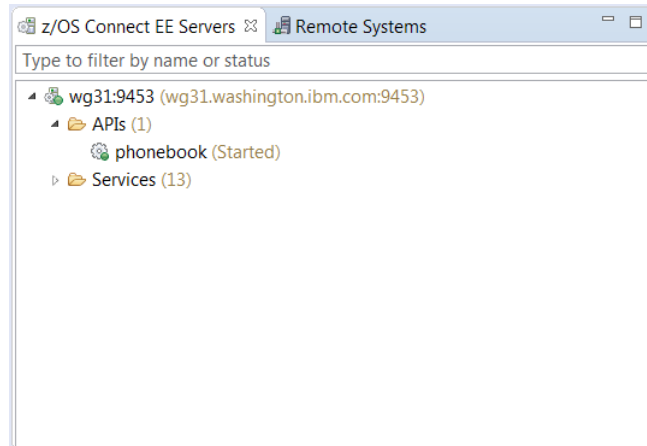 z/OS Connect EE Servers Remote Systems
Type to filter by name or status
wg31:9453 (wg31.washington.ibm.com:9453)
APIs (1)
phonebook (Started)
Services (13)